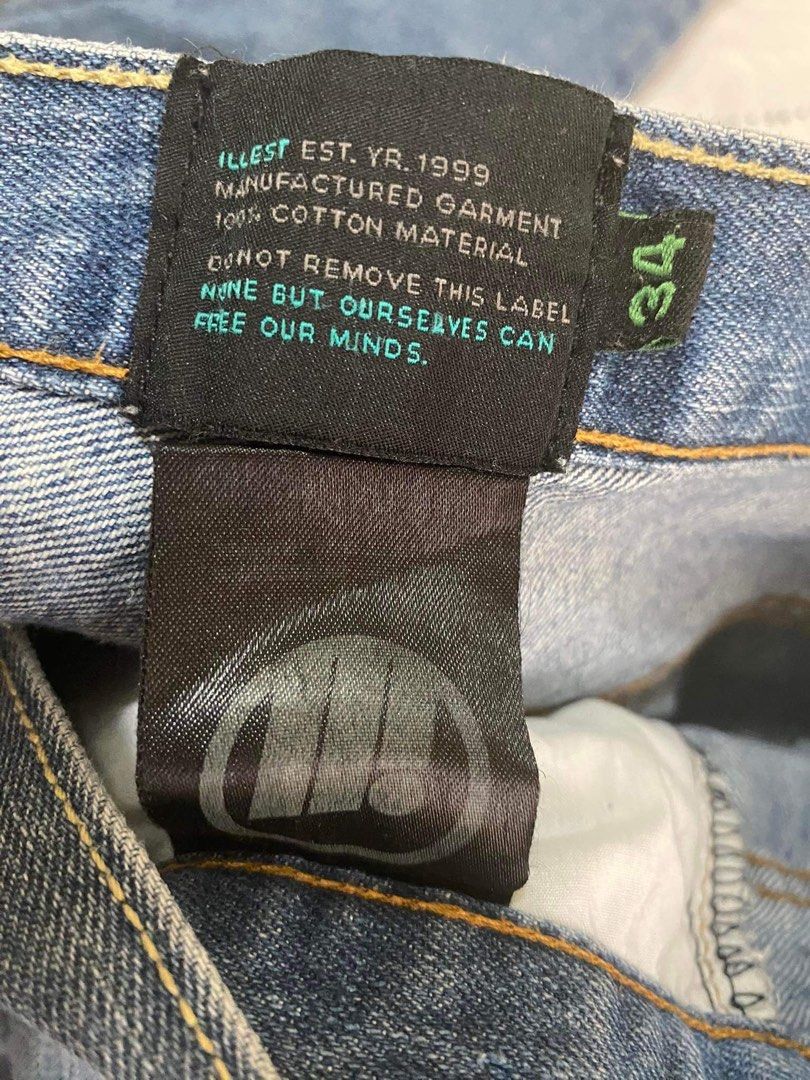 ILLEST EST. YR. 1999
MANUFACTURED GARMENT
100% COTTON MATERIAL
DO NOT REMOVE THIS LABEL
NONE BUT OURSELVES CAN
FREE OUR MINDS.
34
Ill.